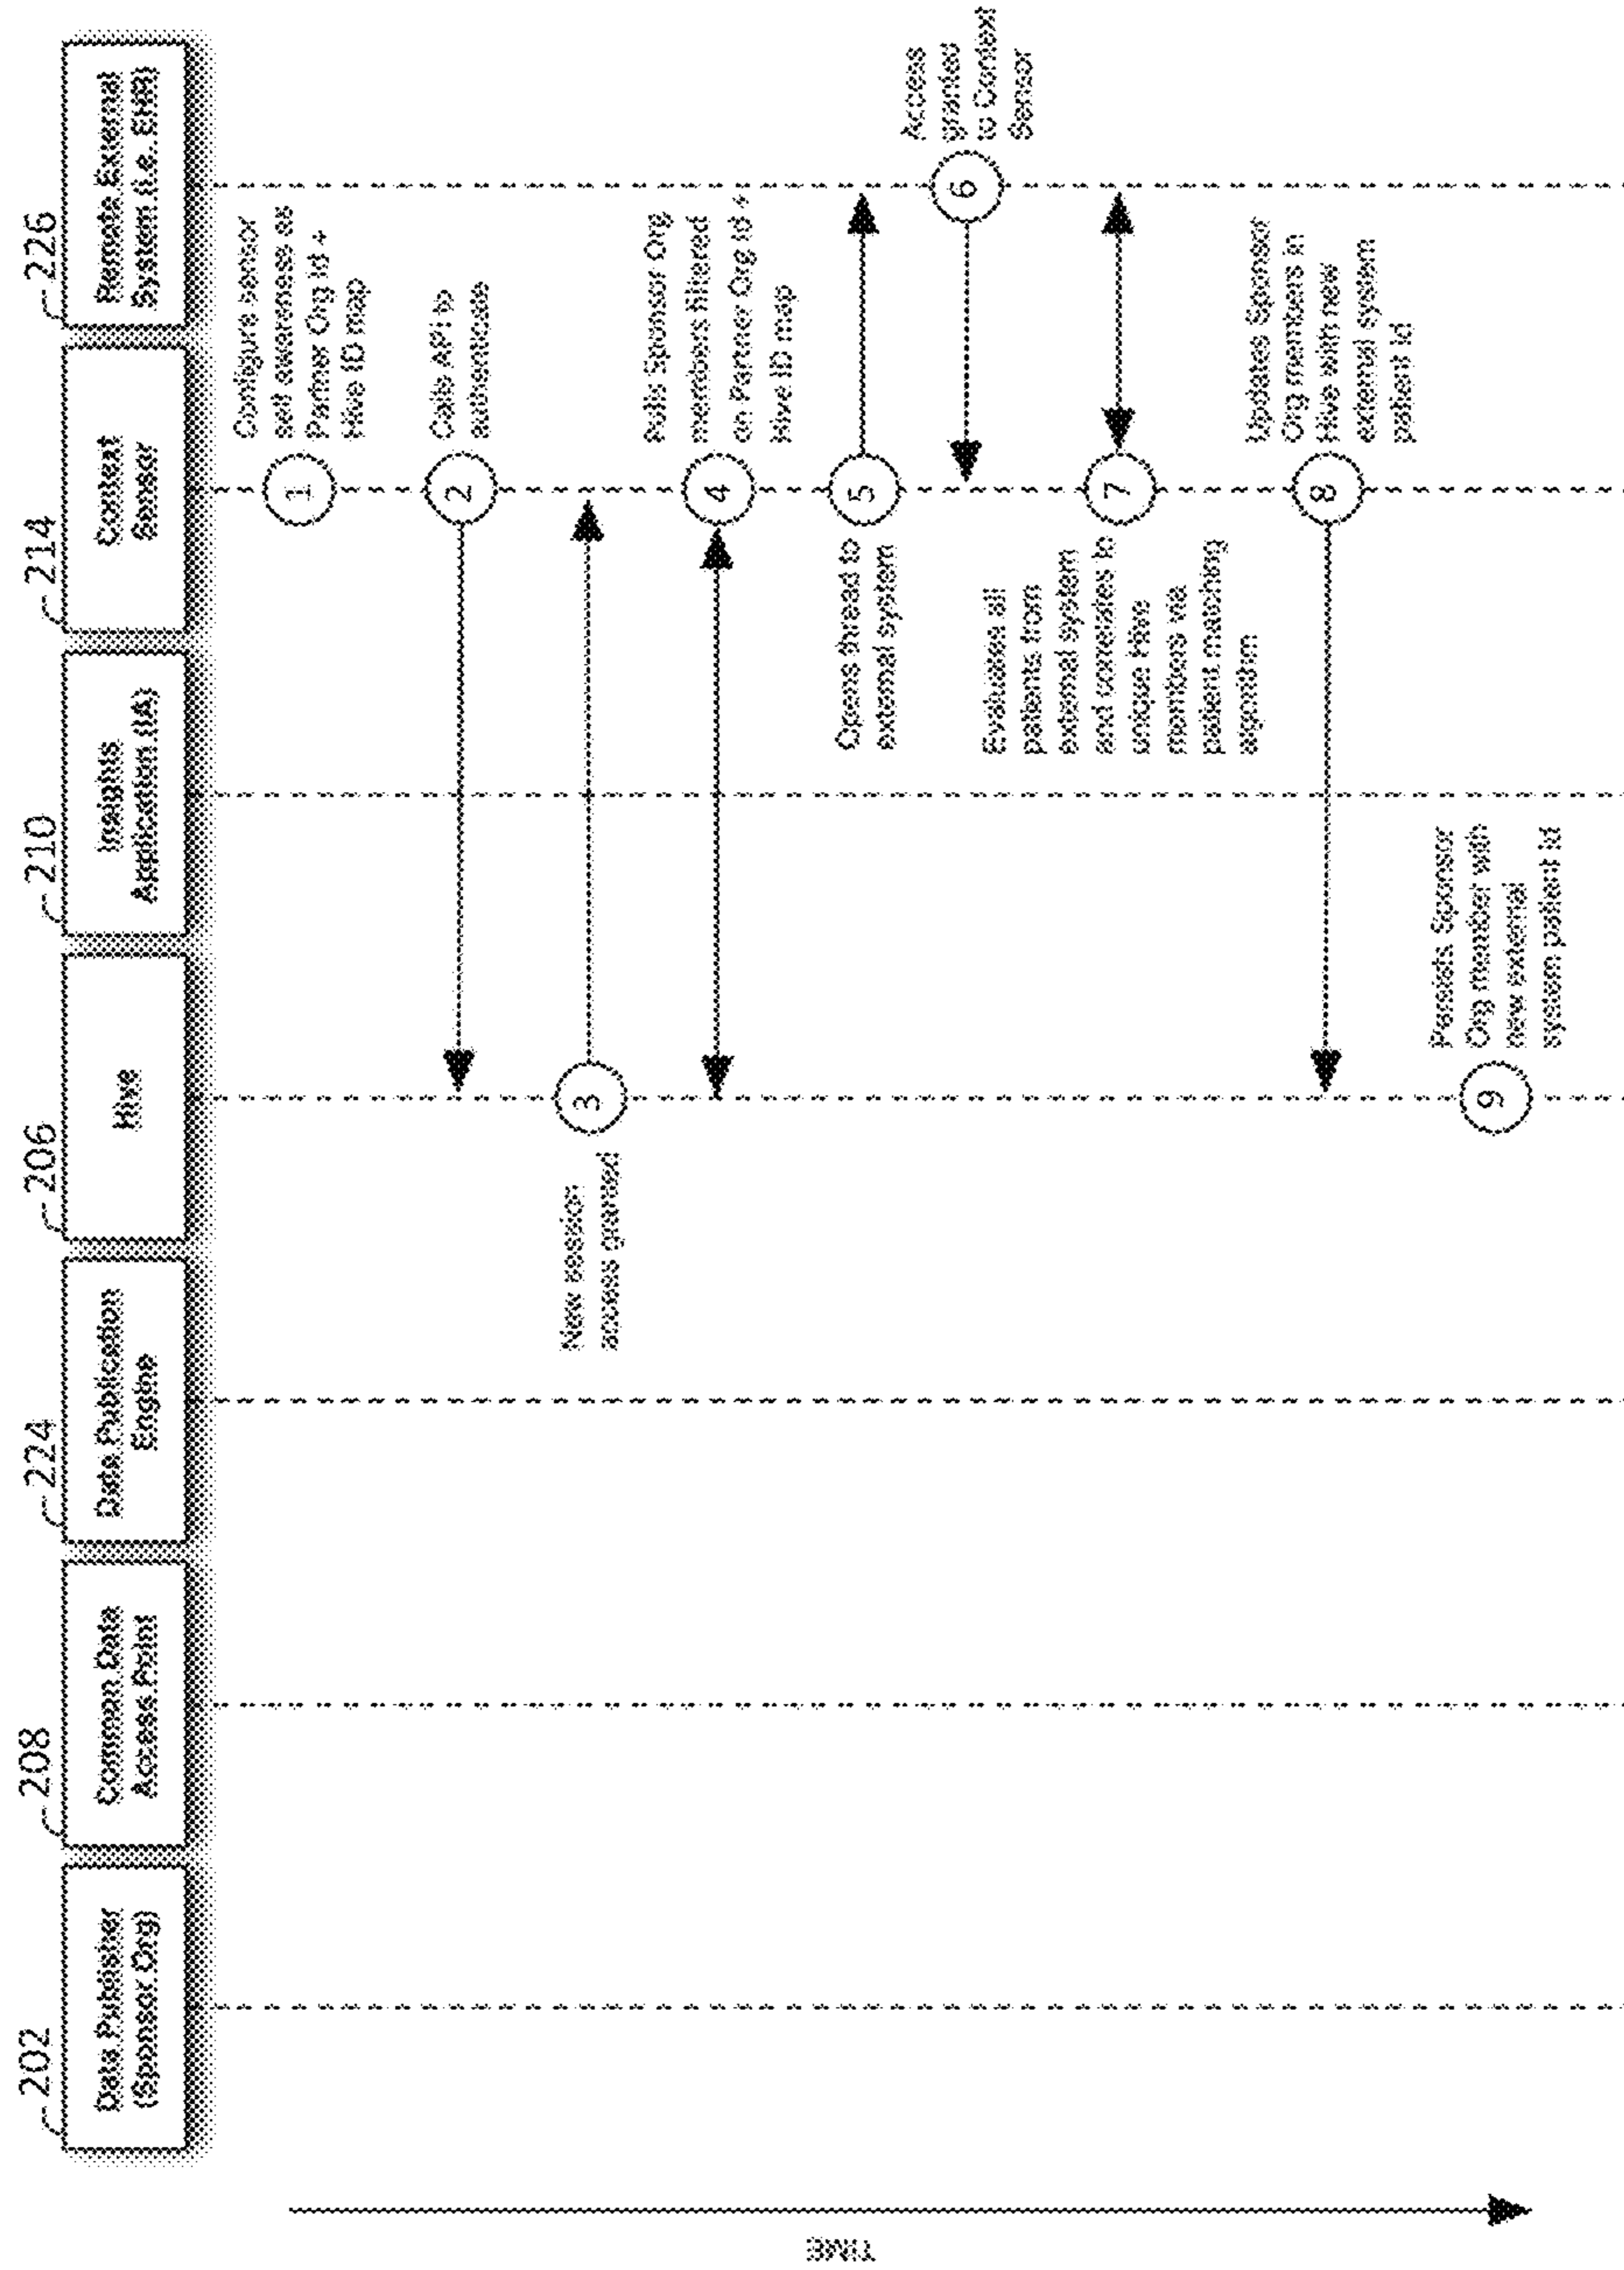 202
Data Publisher
(Sponsor Org)
208
Common Data
Access Point
224
Data Publication
Engine
206
Hive
210
Insights
Application (IA)
214
Context
Sensor
226
Remote External
System (i.e. EHR)
TIME
1
Configure sensor
self awareness as
Partner Org id +
Hive ID map
2
Calls API to
authenticate
3
New session
access granted
4
Pulls Sponsor Org
members filtered
on Partner Org id +
Hive ID map
5
Opens thread to
external system
6
Access
granted
to Context
Sensor
7
Evaluates all
patients from
external system
and correlates to
unique Hive
members via
patient matching
algorithm
8
Updates Sponsor
Org members in
Hive with new
external system
patient id
9
Persists Sponsor
Org member with
new external
system patient id